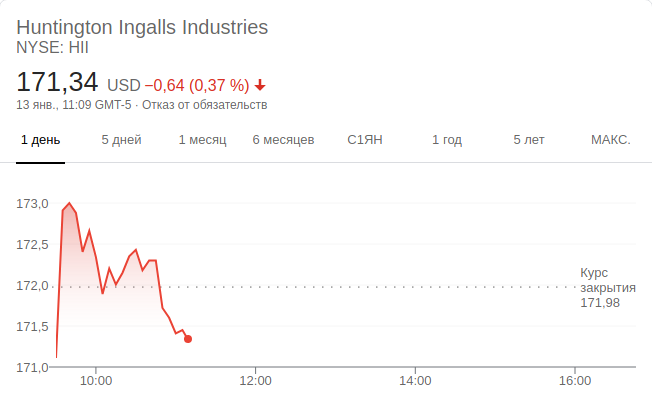 Huntington Ingalls Industries
NYSE: HII
171,34 USD −0,64 (0,37 %)
13 янв., 11:09 GMT-5 · Отказ от обязательств
1 день 5 дней 1 месяц 6 месяцев С1ЯН 1 год 5 лет МАКС.
173,0
172,5
172,0
171,5
171,0
Курс
закрытия
171,98
10:00 12:00 14:00 16:00